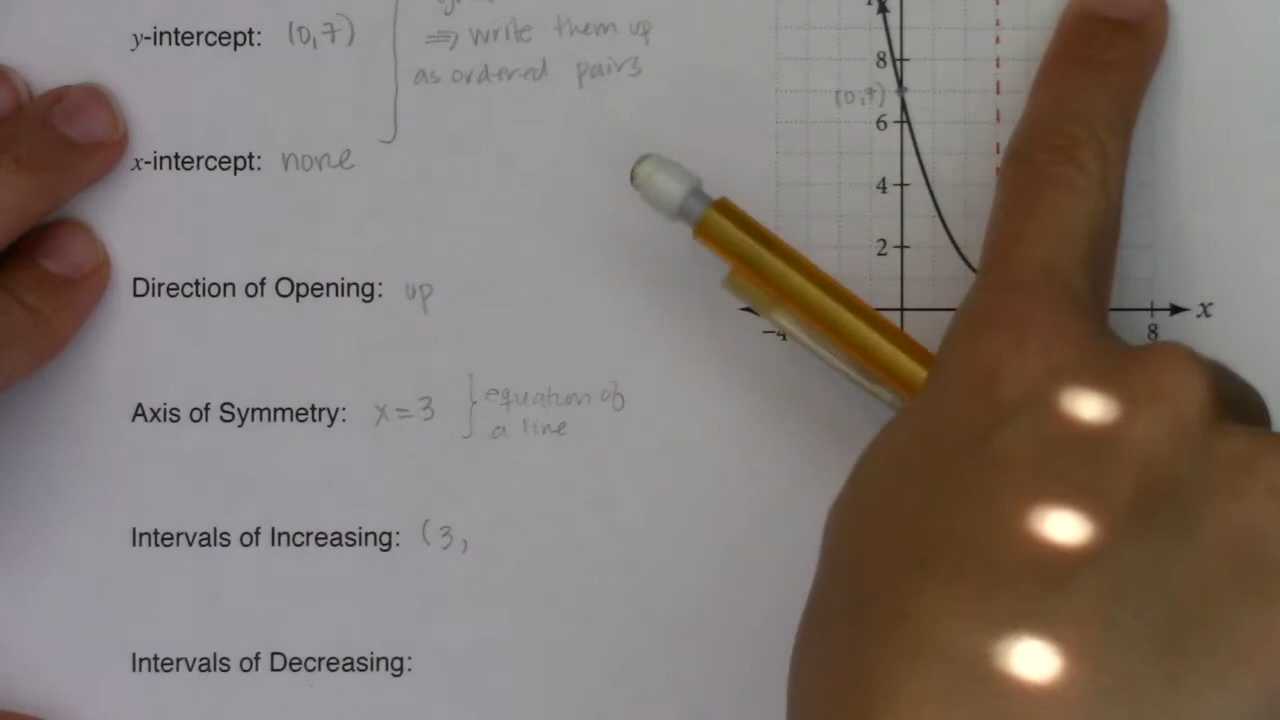 y-intercept: (0,7)
⇒ write them up
as ordered pairs
x-intercept: none
Direction of Opening: up
Axis of Symmetry: x=3 } equation of
a line
Intervals of Increasing: (3,
Intervals of Decreasing:
8
(0,7)
6
4
2
-4
8
x